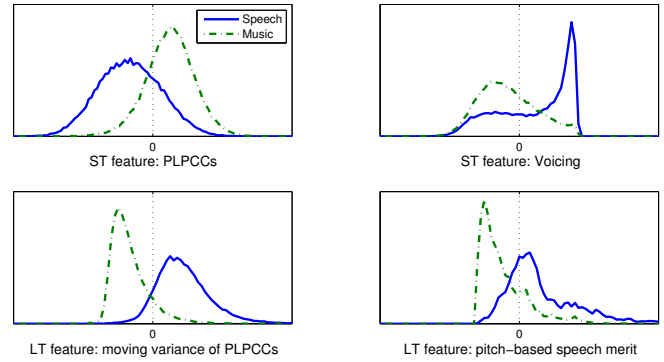 Speech
Music
0
ST feature: PLPCCs
0
ST feature: Voicing
0
LT feature: moving variance of PLPCCs
0
LT feature: pitch−based speech merit